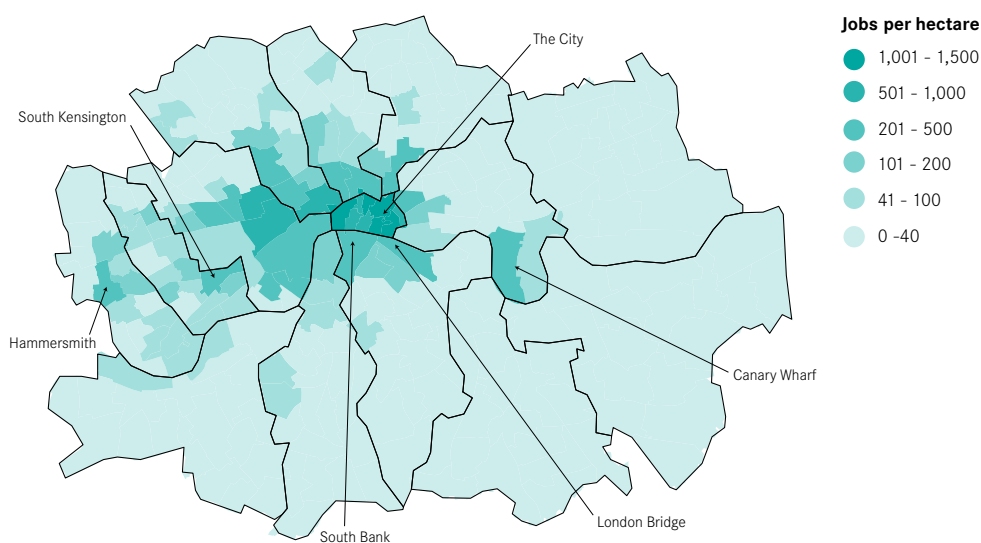 Jobs per hectare
1,001 - 1,500
501 - 1,000
201 - 500
101 - 200
41 - 100
0 -40
The City
South Kensington
Hammersmith
Canary Wharf
London Bridge
South Bank